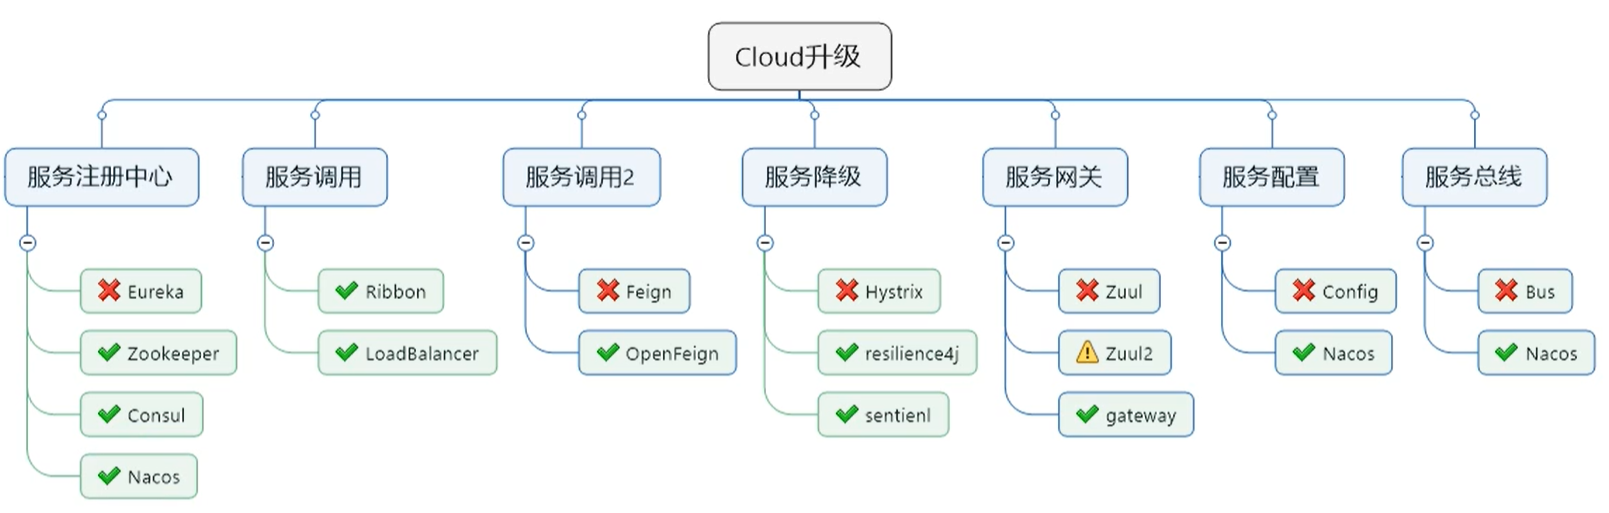 Cloud升级
服务注册中心
Eureka
Zookeeper
Consul
Nacos
服务调用
Ribbon
LoadBalancer
服务调用2
Feign
OpenFeign
服务降级
Hystrix
resilience4j
sentienl
服务网关
Zuul
Zuul2
gateway
服务配置
Config
Nacos
服务总线
Bus
Nacos